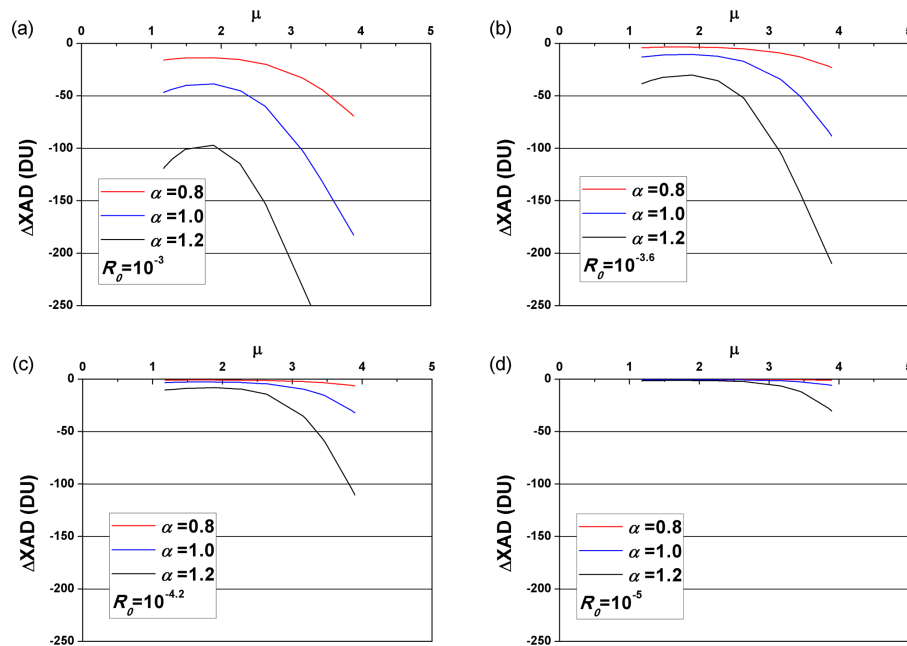 μ
(a)
0 1 2 3 4 5
0
-50
-100
-150
-200
-250
ΔXAD (DU)
α=0.8
α=1.0
α=1.2
R₀=10⁻³
μ
(b)
0 1 2 3 4 5
0
-50
-100
-150
-200
-250
ΔXAD (DU)
α=0.8
α=1.0
α=1.2
R₀=10⁻³·⁶
μ
(c)
0 1 2 3 4 5
0
-50
-100
-150
-200
-250
ΔXAD (DU)
α=0.8
α=1.0
α=1.2
R₀=10⁻⁴·²
μ
(d)
0 1 2 3 4 5
0
-50
-100
-150
-200
-250
ΔXAD (DU)
α=0.8
α=1.0
α=1.2
R₀=10⁻⁵